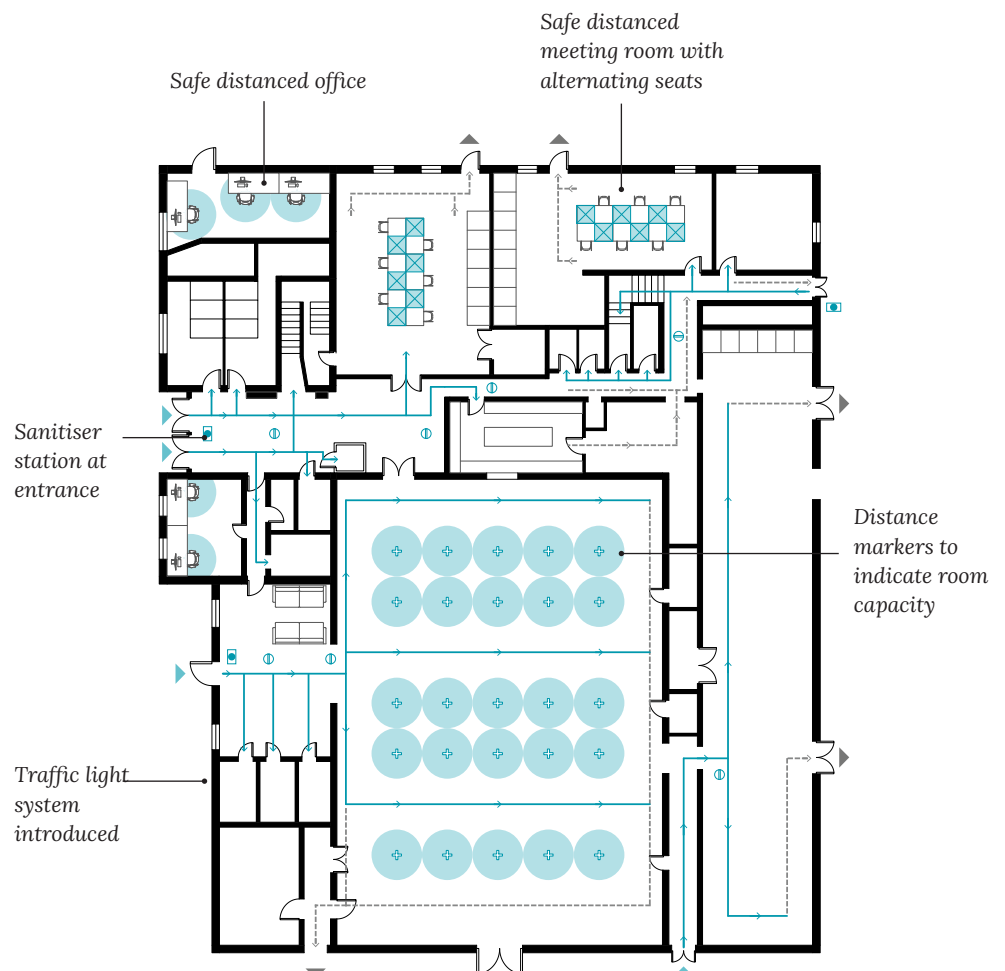 Safe distanced
meeting room with
alternating seats
Safe distanced office
Sanitiser
station at
entrance
Distance
markers to
indicate room
capacity
Traffic light
system
introduced